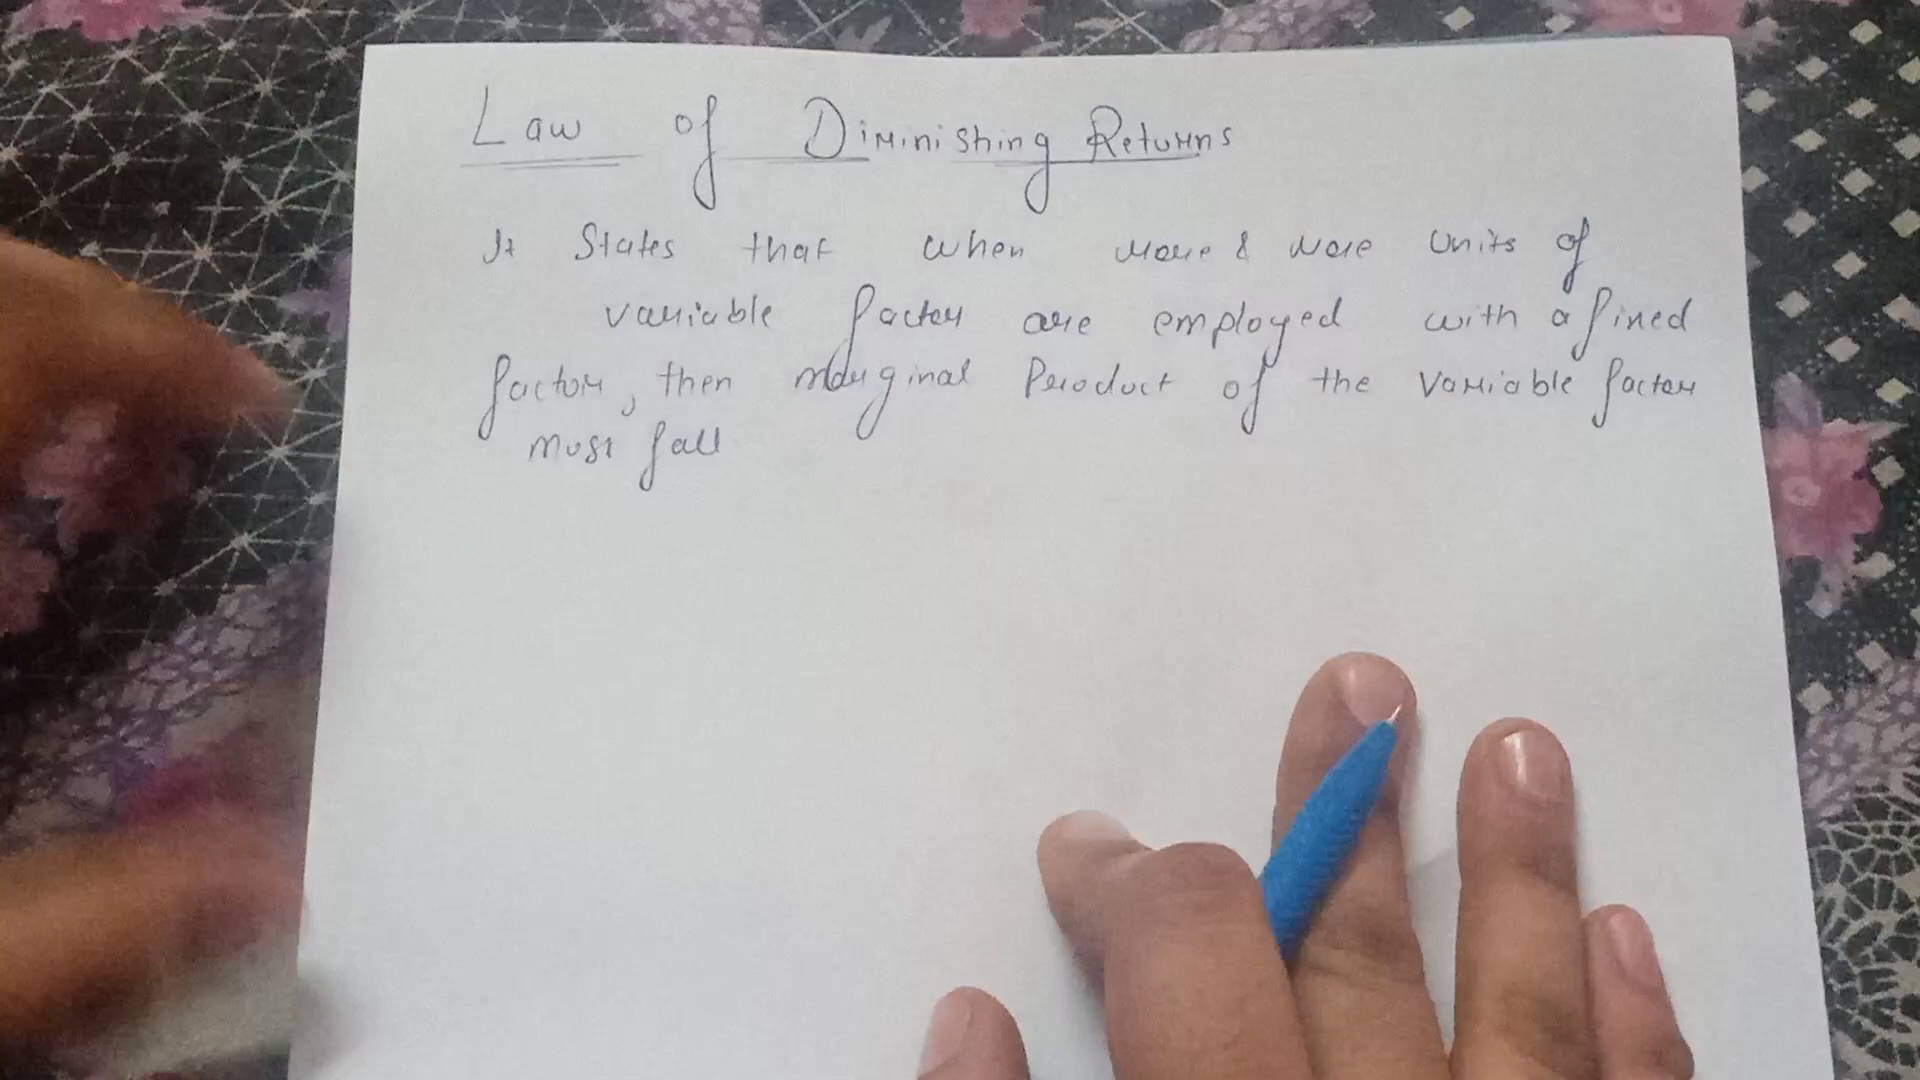 Law of Diminishing Returns
It States that when more & more units of
variable factor are employed with a fixed
factor, then marginal Product of the variable factor
must fall